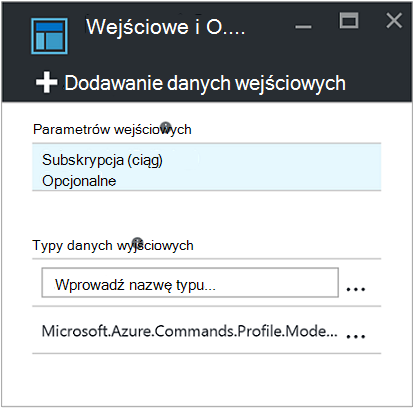 Wejściowe i O....
Dodawanie danych wejściowych
Parametrów wejściowych
Subskrypcja (ciąg)
Opcjonalne
Typy danych wyjściowych
Wprowadź nazwę typu...
...
Microsoft.Azure.Commands.Profile.Mode... ...